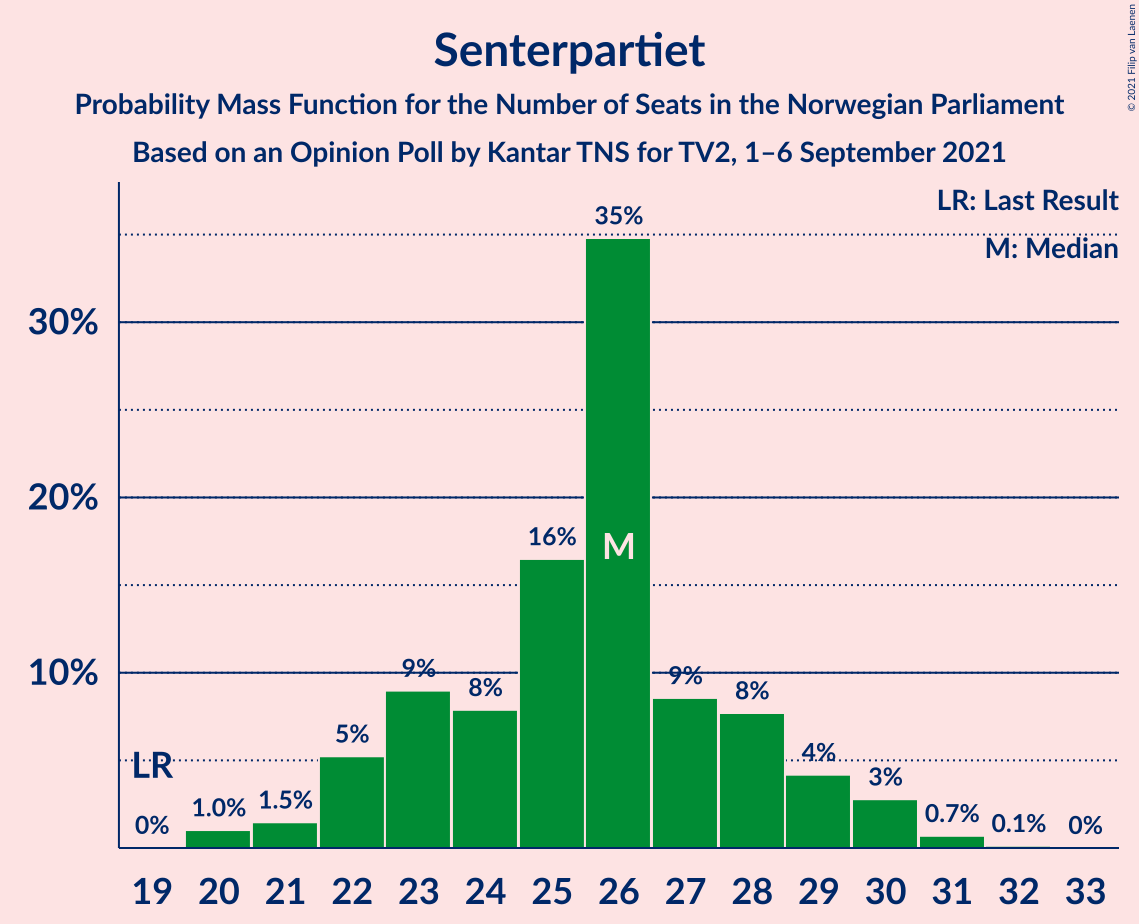 Senterpartiet
Probability Mass Function for the Number of Seats in the Norwegian Parliament
Based on an Opinion Poll by Kantar TNS for TV2, 1–6 September 2021
© 2021 Filip van Laenen
LR: Last Result
M: Median
30%
20%
10%
LR
0%
1.0%
1.5%
5%
9%
8%
16%
35%
M
9%
8%
4%
3%
0.7%
0.1%
0%
19 20 21 22 23 24 25 26 27 28 29 30 31 32 33